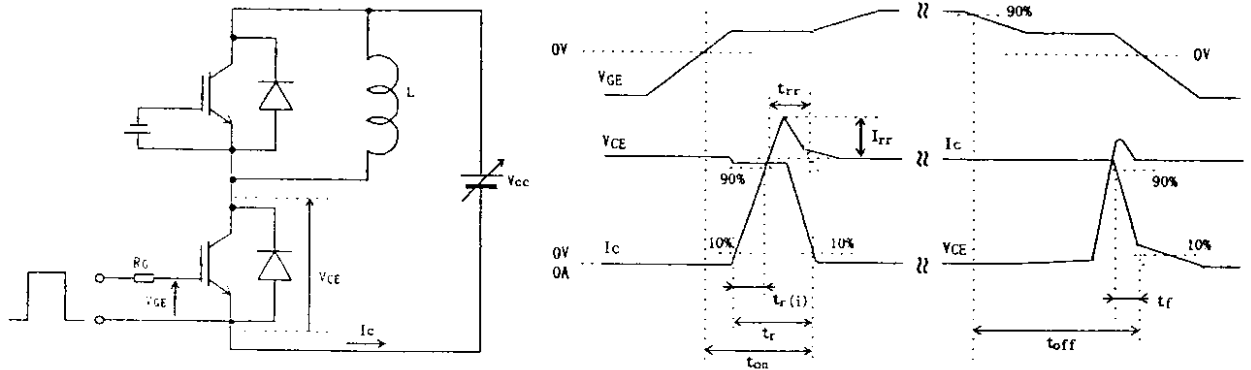 L
Vcc
RG
VGE
VCE
Ic
0V
90%
0V
VGE
trr
Irr
VCE
Ic
90%
90%
0V
Ic
10%
10%
VCE
10%
0A
tr(i)
tf
tr
toff
ton